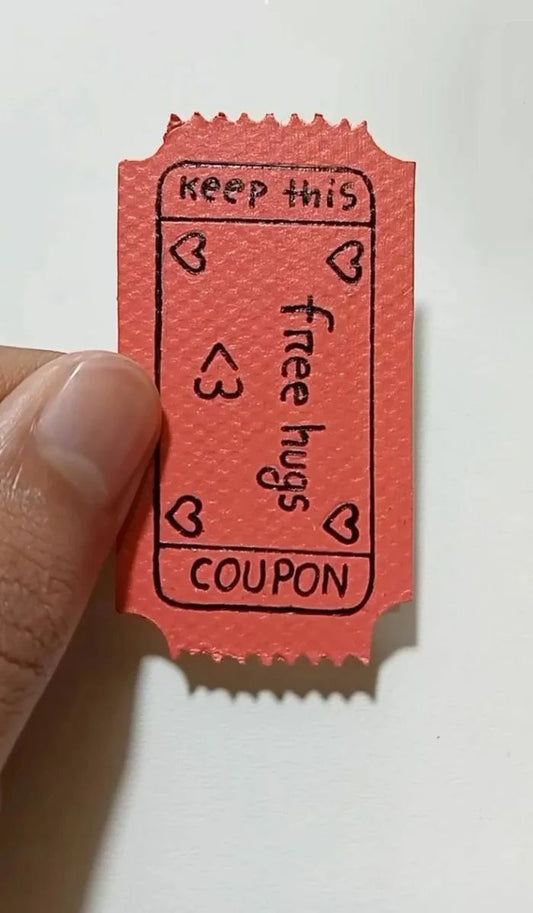 Keep this
free hugs
<3
COUPON